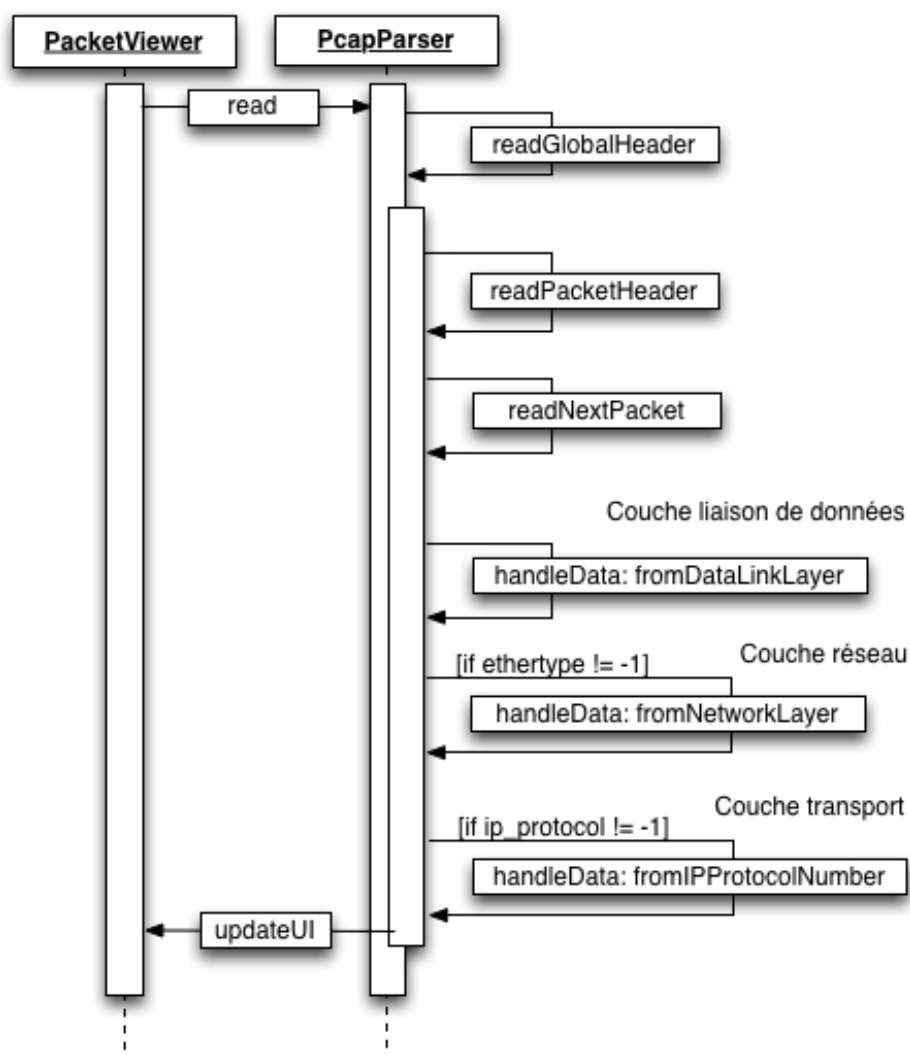 PacketViewer
PcapParser
read
readGlobalHeader
readPacketHeader
readNextPacket
Couche liaison de données
handleData: fromDataLinkLayer
Couche réseau
[if ethertype != -1]
handleData: fromNetworkLayer
Couche transport
[if ip_protocol != -1]
handleData: fromIPProtocolNumber
updateUI